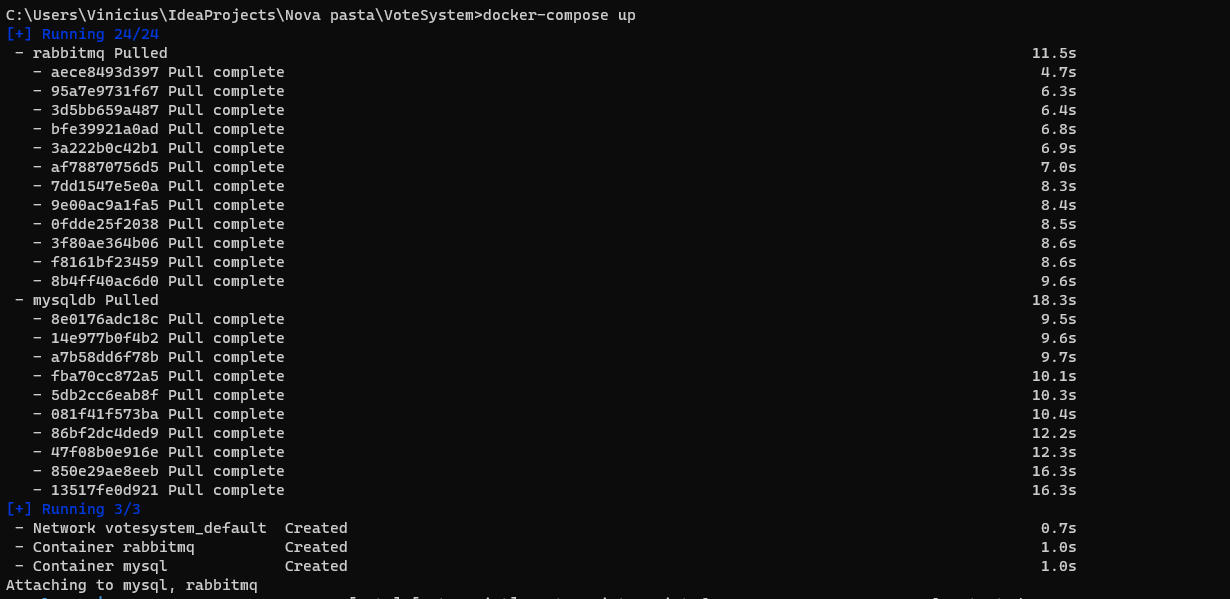 C:\Users\Vinicius\IdeaProjects\Nova pasta\VoteSystem>docker-compose up
[+] Running 24/24
- rabbitmq Pulled 11.5s
- aece8493d397 Pull complete 4.7s
- 95a7e9731f67 Pull complete 6.3s
- 3d5bb659a487 Pull complete 6.4s
- bfe39921a0ad Pull complete 6.8s
- 3a222b0c42b1 Pull complete 6.9s
- af78870756d5 Pull complete 7.0s
- 7dd1547e5e0a Pull complete 8.3s
- 9e00ac9a1fa5 Pull complete 8.4s
- 0fdde25f2038 Pull complete 8.5s
- 3f80ae364b06 Pull complete 8.6s
- f8161bf23459 Pull complete 8.6s
- 8b4ff40ac6d0 Pull complete 9.6s
- mysqldb Pulled 18.3s
- 8e0176adc18c Pull complete 9.5s
- 14e977b0f4b2 Pull complete 9.6s
- a7b58dd6f78b Pull complete 9.7s
- fba70cc872a5 Pull complete 10.1s
- 5db2cc6eab8f Pull complete 10.3s
- 081f41f573ba Pull complete 10.4s
- 86bf2dc4ded9 Pull complete 12.2s
- 47f08b0e916e Pull complete 12.3s
- 850e29ae8eeb Pull complete 16.3s
- 13517fe0d921 Pull complete 16.3s
[+] Running 3/3
- Network votesystem_default Created 0.7s
- Container rabbitmq Created 1.0s
- Container mysql Created 1.0s
Attaching to mysql, rabbitmq